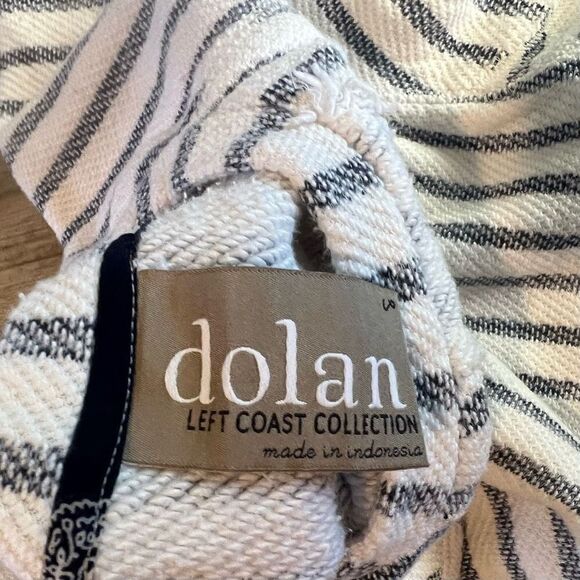 dolan
LEFT COAST COLLECTION
made in indonesia